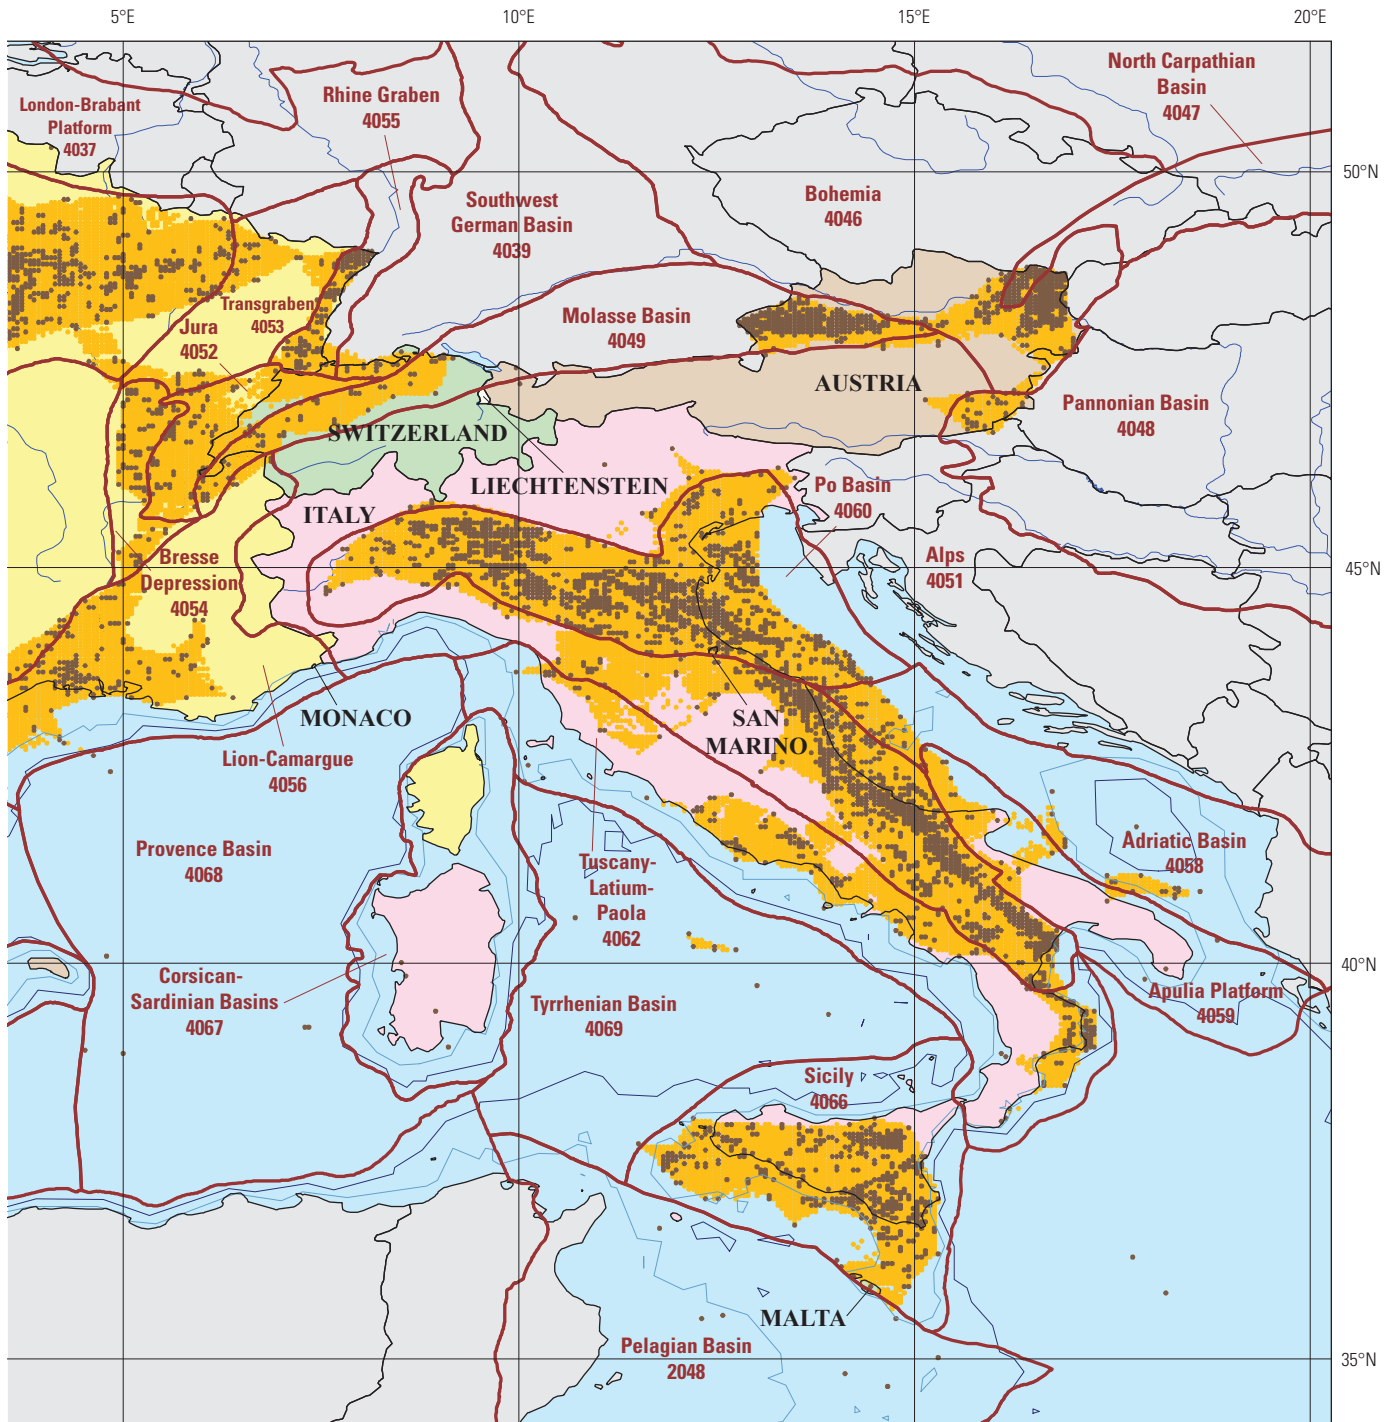 5°E
10°E
15°E
20°E
North Carpathian
Basin
4047
Rhine Graben
4055
London-Brabant
Platform
4037
50°N
Bohemia
4046
Southwest
German Basin
4039
Transgraben
4053
Jura
4052
Molasse Basin
4049
AUSTRIA
Pannonian Basin
4048
SWITZERLAND
LIECHTENSTEIN
Po Basin
4060
ITALY
Bresse
Depression
4054
Alps
4051
45°N
MONACO
SAN
MARINO
Lion-Camargue
4056
Provence Basin
4068
Adriatic Basin
4058
Tuscany-
Latium-
Paola
4062
40°N
Corsican-
Sardinian Basins
4067
Tyrrhenian Basin
4069
Apulia Platform
4059
Sicily
4066
MALTA
Pelagian Basin
2048
35°N